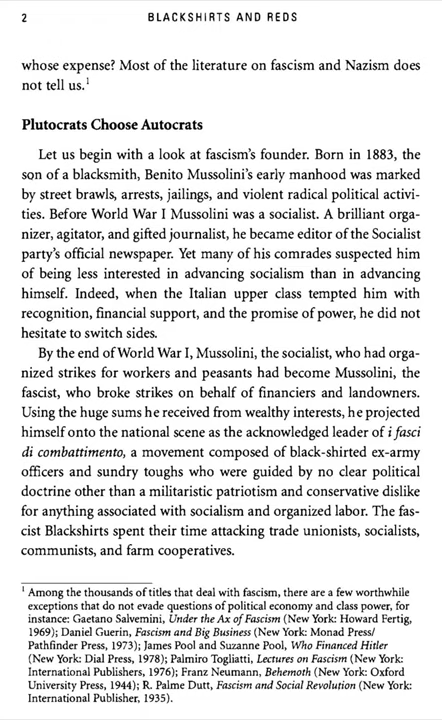 2 BLACKSHIRTS AND REDS
whose expense? Most of the literature on fascism and Nazism does
not tell us.¹
Plutocrats Choose Autocrats
Let us begin with a look at fascism's founder. Born in 1883, the
son of a blacksmith, Benito Mussolini's early manhood was marked
by street brawls, arrests, jailings, and violent radical political activi-
ties. Before World War I Mussolini was a socialist. A brilliant orga-
nizer, agitator, and gifted journalist, he became editor of the Socialist
party's official newspaper. Yet many of his comrades suspected him
of being less interested in advancing socialism than in advancing
himself. Indeed, when the Italian upper class tempted him with
recognition, financial support, and the promise of power, he did not
hesitate to switch sides.
By the end of World War I, Mussolini, the socialist, who had orga-
nized strikes for workers and peasants had become Mussolini, the
fascist, who broke strikes on behalf of financiers and landowners.
Using the huge sums he received from wealthy interests, he projected
himself onto the national scene as the acknowledged leader of i fasci
di combattimento, a movement composed of black-shirted ex-army
officers and sundry toughs who were guided by no clear political
doctrine other than a militaristic patriotism and conservative dislike
for anything associated with socialism and organized labor. The fas-
cist Blackshirts spent their time attacking trade unionists, socialists,
communists, and farm cooperatives.
¹ Among the thousands of titles that deal with fascism, there are a few worthwhile
exceptions that do not evade questions of political economy and class power, for
instance: Gaetano Salvemini, Under the Ax of Fascism (New York: Howard Fertig,
1969); Daniel Guerin, Fascism and Big Business (New York: Monad Press/
Pathfinder Press, 1973); James Pool and Suzanne Pool, Who Financed Hitler
(New York: Dial Press, 1978); Palmiro Togliatti, Lectures on Fascism (New York:
International Publishers, 1976); Franz Neumann, Behemoth (New York: Oxford
University Press, 1944); R. Palme Dutt, Fascism and Social Revolution (New York:
International Publisher, 1935).